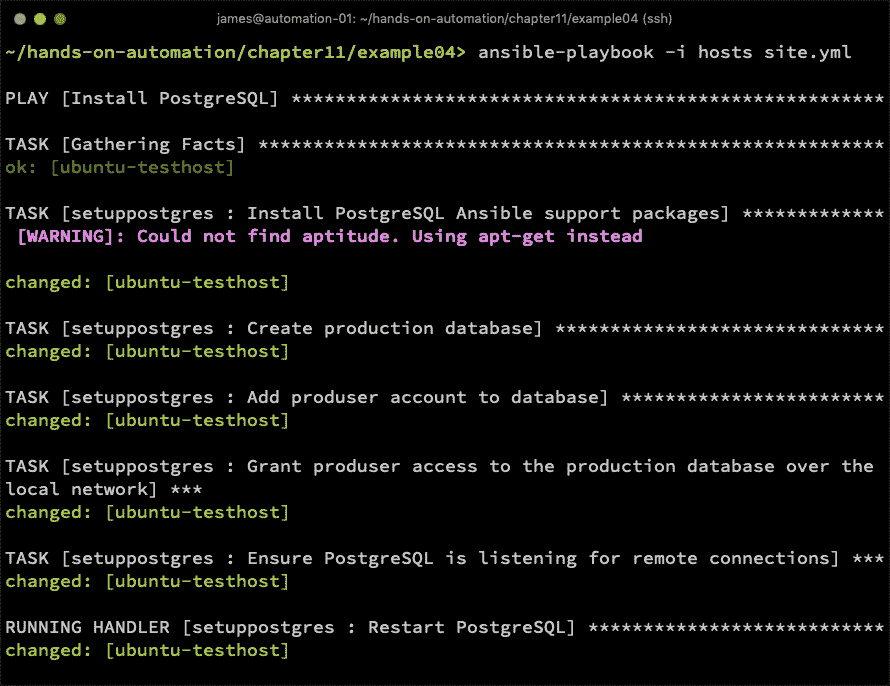 james@automation-01: ~/hands-on-automation/chapter11/example04 (ssh)
~/hands-on-automation/chapter11/example04> ansible-playbook -i hosts site.yml
PLAY [Install PostgreSQL] ******************************************************
TASK [Gathering Facts] *********************************************************
ok: [ubuntu-testhost]
TASK [setuppostgres : Install PostgreSQL Ansible support packages] *************
[WARNING]: Could not find aptitude. Using apt-get instead
changed: [ubuntu-testhost]
TASK [setuppostgres : Create production database] ******************************
changed: [ubuntu-testhost]
TASK [setuppostgres : Add produser account to database] ************************
changed: [ubuntu-testhost]
TASK [setuppostgres : Grant produser access to the production database over the
local network] ***
changed: [ubuntu-testhost]
TASK [setuppostgres : Ensure PostgreSQL is listening for remote connections] ***
changed: [ubuntu-testhost]
RUNNING HANDLER [setuppostgres : Restart PostgreSQL] ***************************
changed: [ubuntu-testhost]